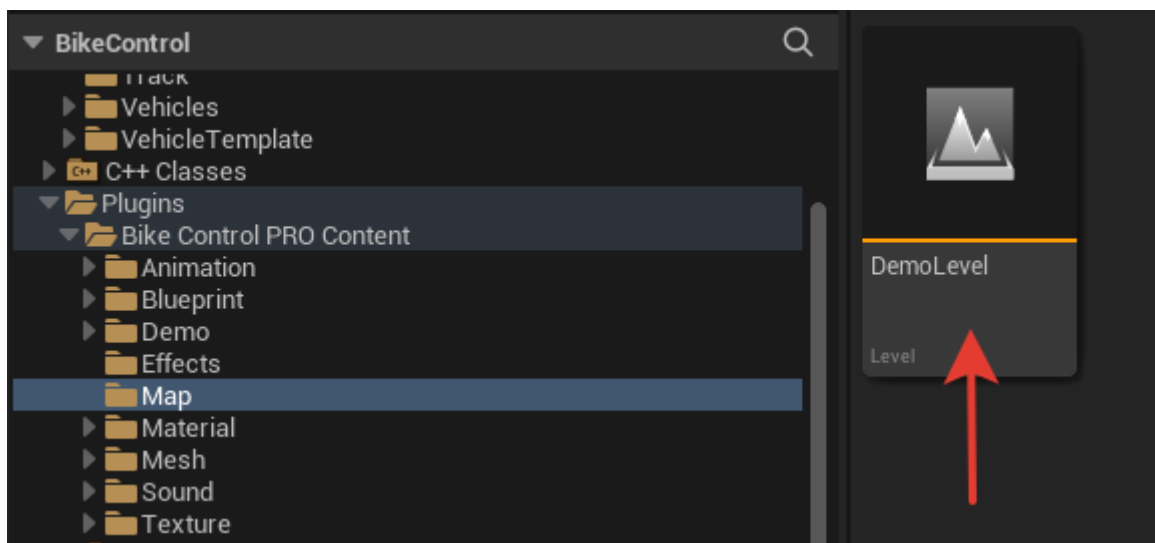 BikeControl
Track
Vehicles
VehicleTemplate
C++ C++ Classes
Plugins
Bike Control PRO Content
Animation
Blueprint
Demo
Effects
Map
Material
Mesh
Sound
Texture
DemoLevel
Level